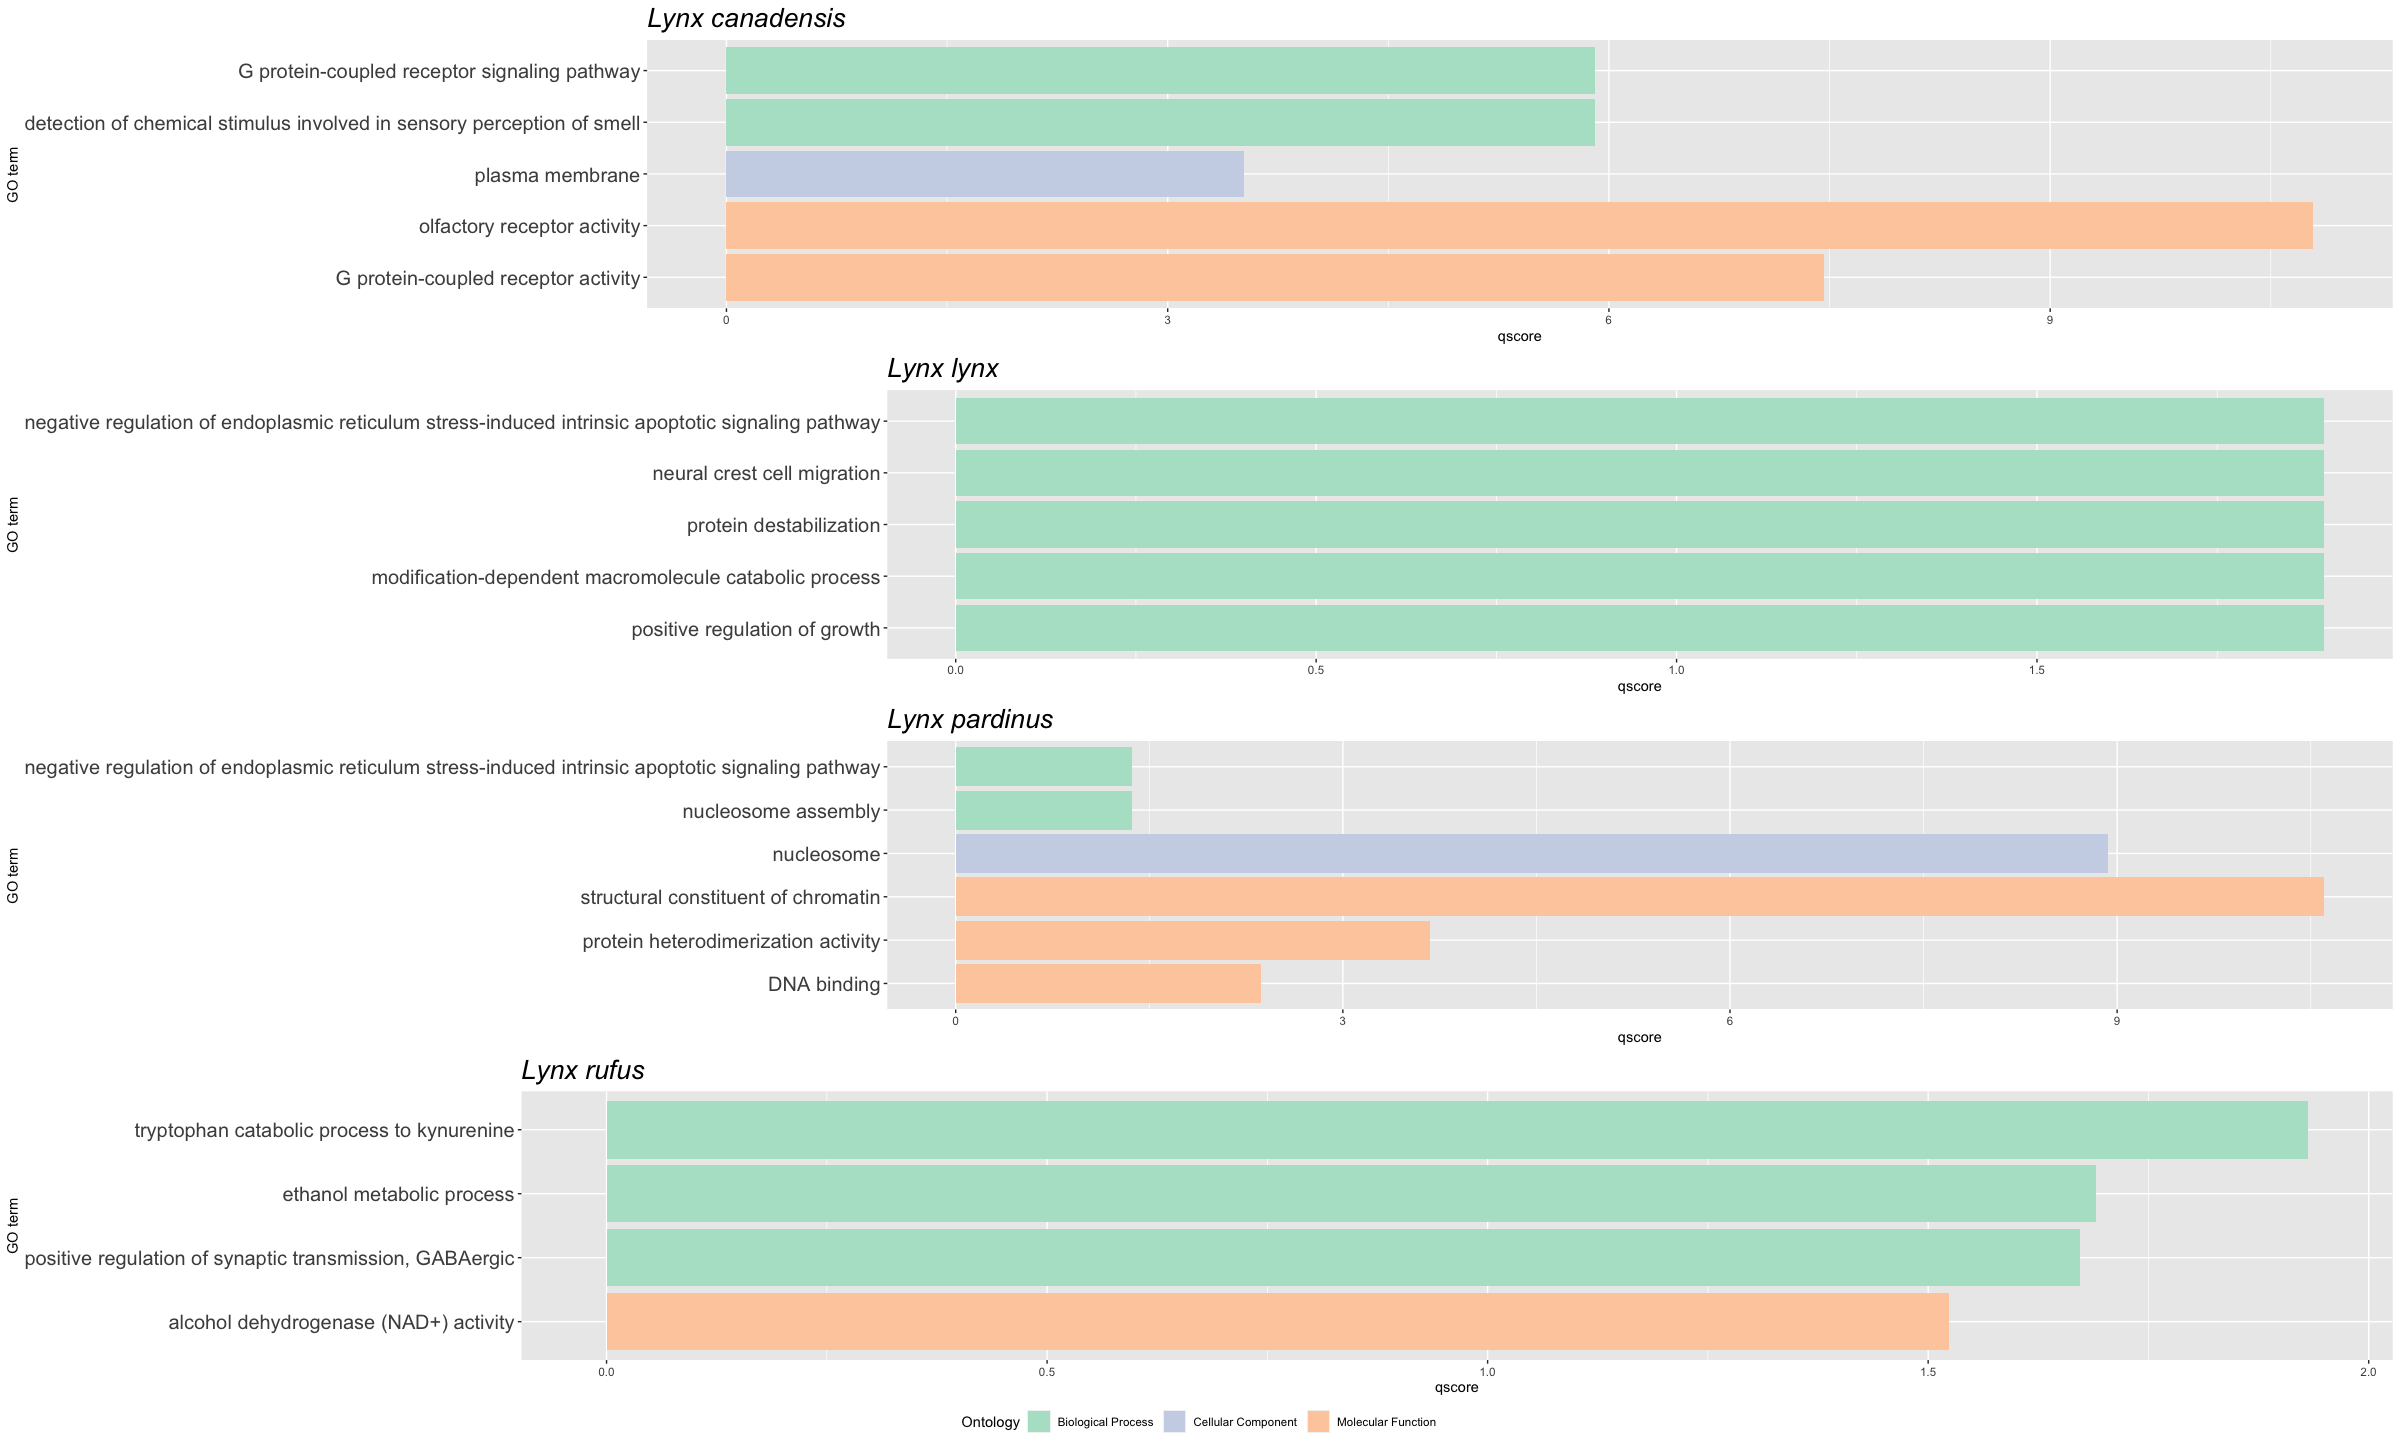 Lynx canadensis
GO term
G protein-coupled receptor signaling pathway
detection of chemical stimulus involved in sensory perception of smell
plasma membrane
olfactory receptor activity
G protein-coupled receptor activity
0 3 6 9
qscore
Lynx lynx
GO term
negative regulation of endoplasmic reticulum stress-induced intrinsic apoptotic signaling pathway
neural crest cell migration
protein destabilization
modification-dependent macromolecule catabolic process
positive regulation of growth
0.0 0.5 1.0 1.5
qscore
Lynx pardinus
GO term
negative regulation of endoplasmic reticulum stress-induced intrinsic apoptotic signaling pathway
nucleosome assembly
nucleosome
structural constituent of chromatin
protein heterodimerization activity
DNA binding
0 3 6 9
qscore
Lynx rufus
GO term
tryptophan catabolic process to kynurenine
ethanol metabolic process
positive regulation of synaptic transmission, GABAergic
alcohol dehydrogenase (NAD+) activity
0.0 0.5 1.0 1.5 2.0
qscore
Ontology Biological Process Cellular Component Molecular Function